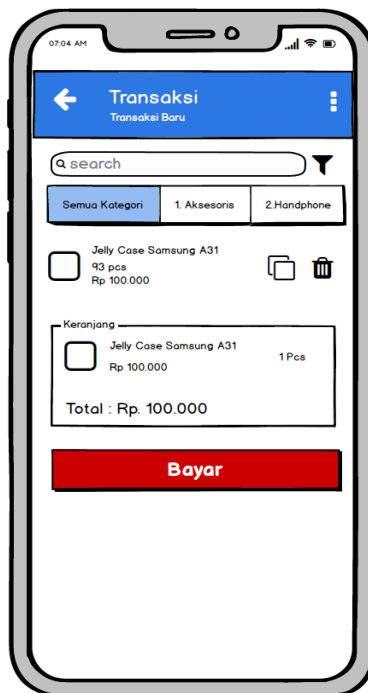 07:04 AM
Transaksi
Transaksi Baru
search
Semua Kategori
1. Aksesoris
2.Handphone
Jelly Case Samsung A31
93 pcs
Rp 100.000
Keranjang
Jelly Case Samsung A31
1 Pcs
Rp 100.000
Total : Rp. 100.000
Bayar